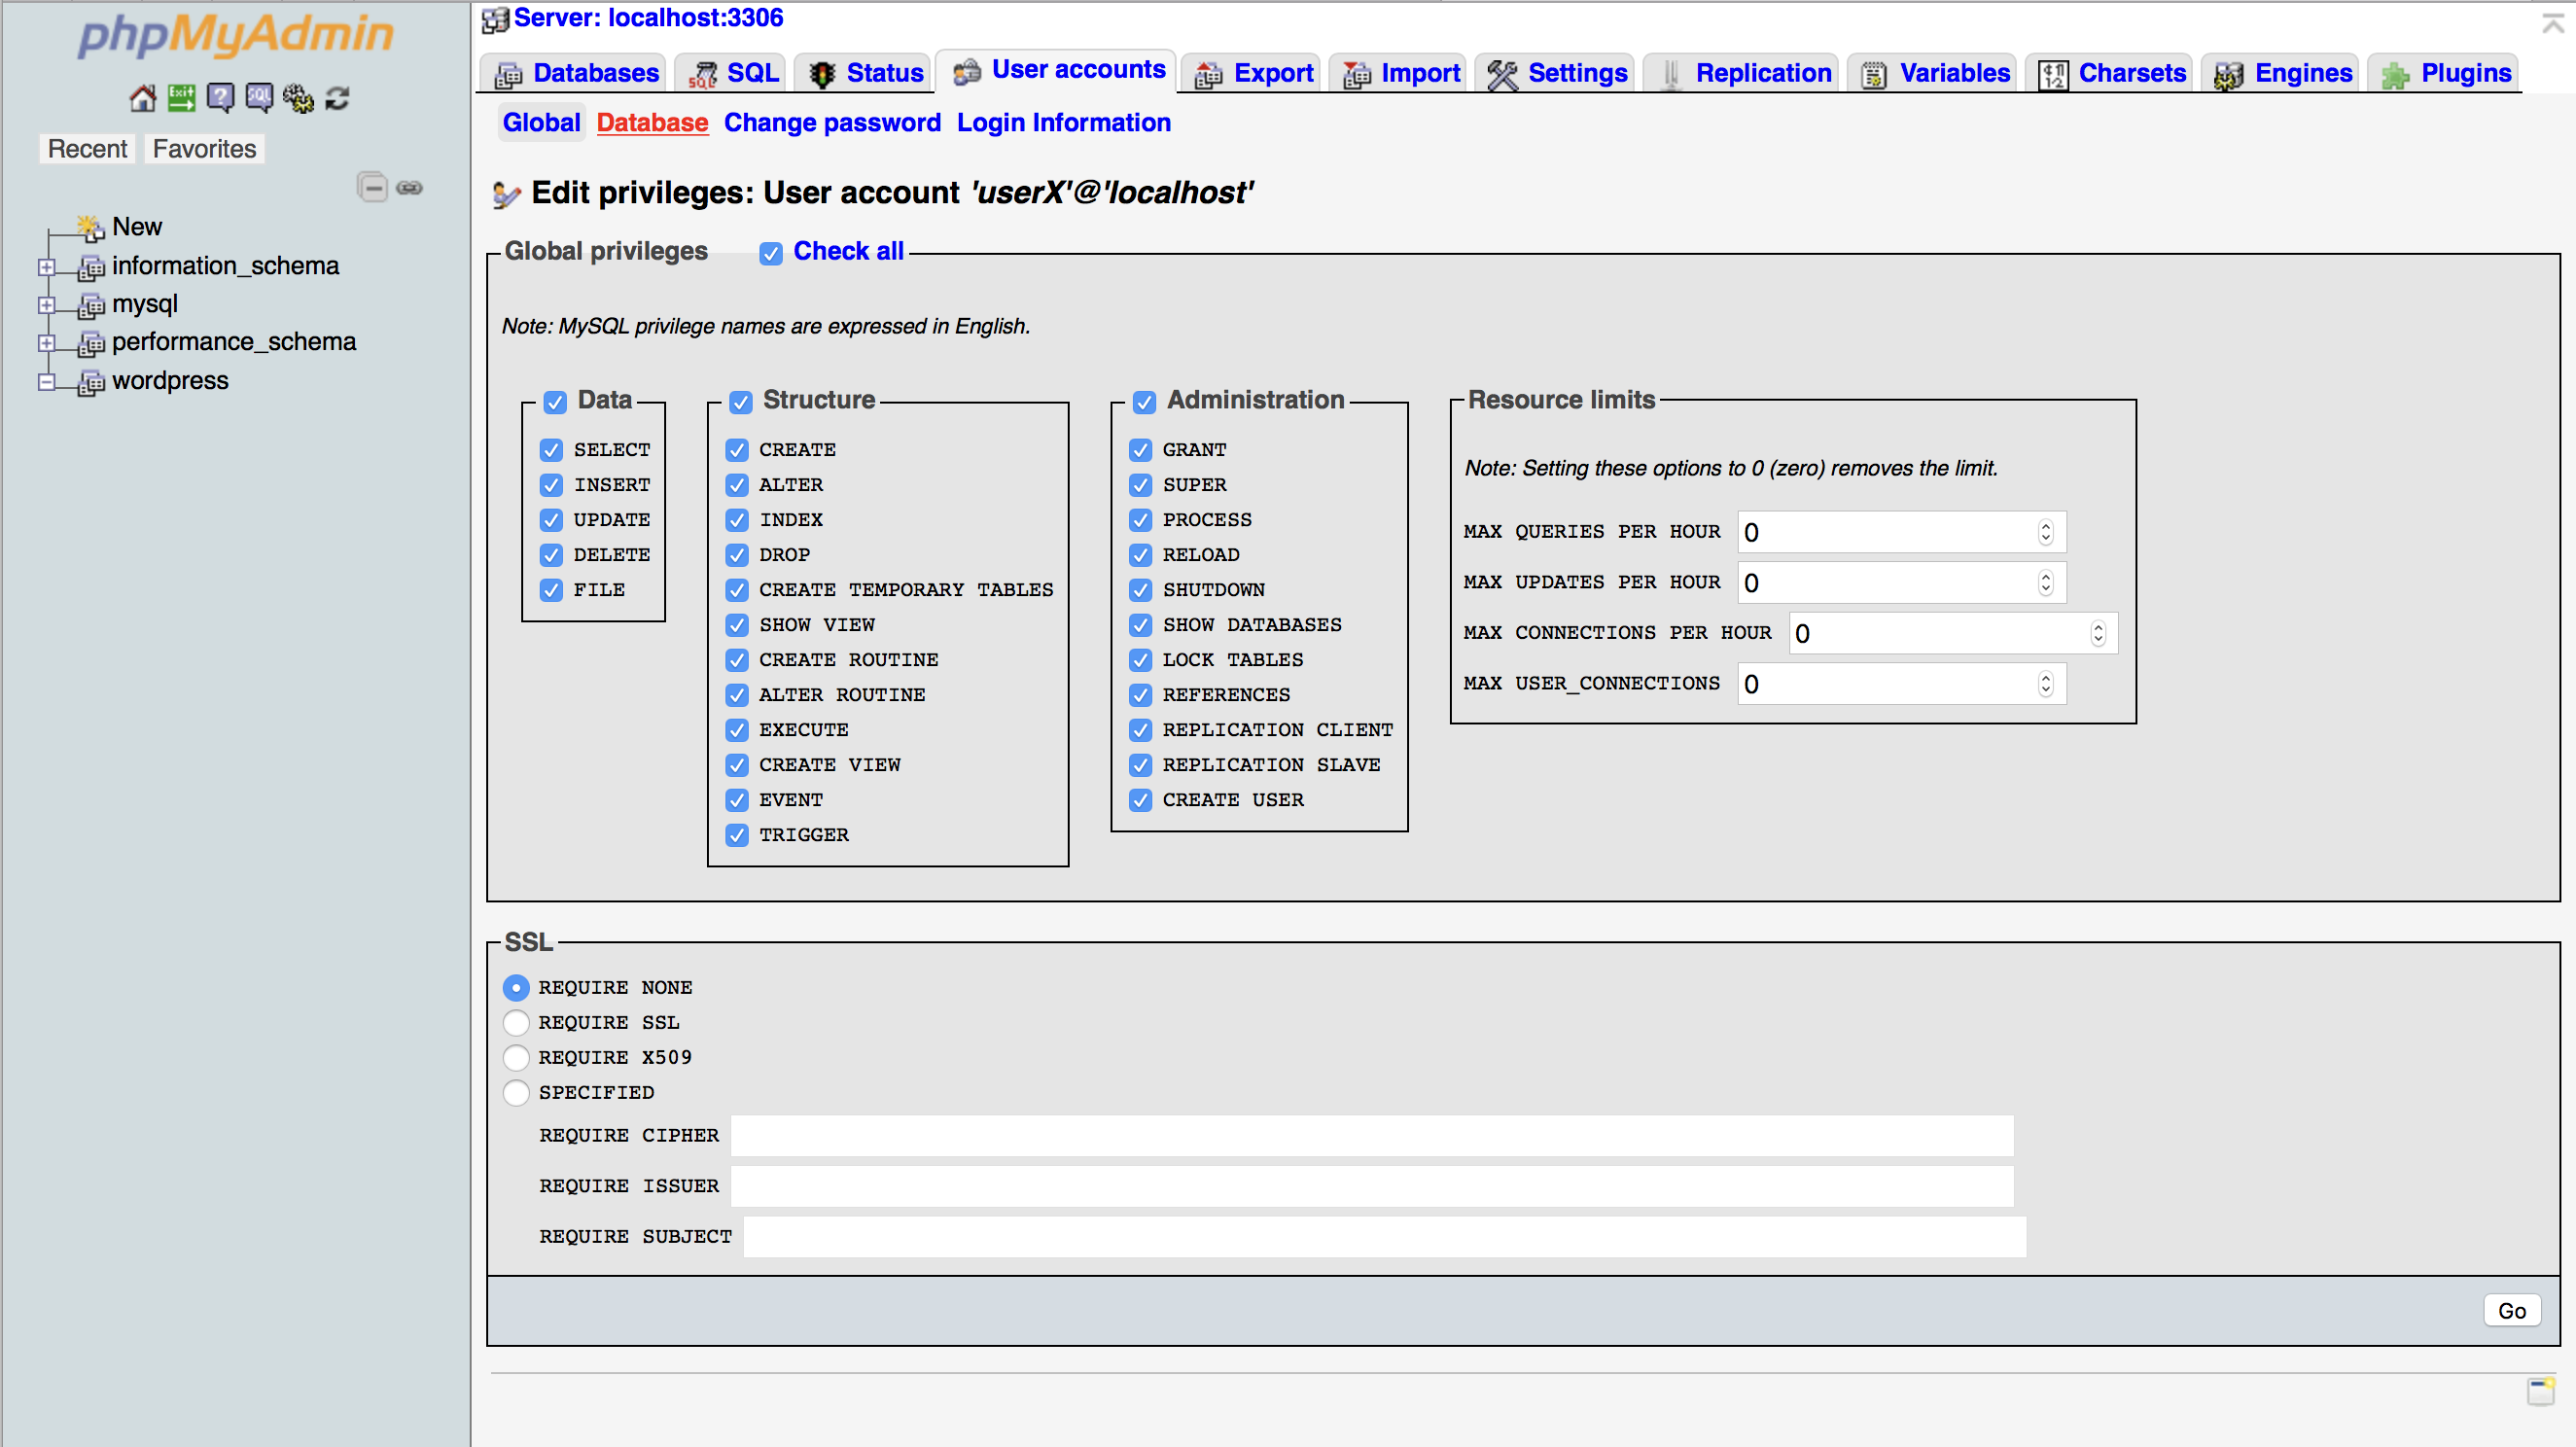 phpMyAdmin
Recent Favorites
New
information_schema
mysql
performance_schema
wordpress
Server: localhost:3306
Databases SQL Status User accounts Export Import Settings Replication Variables Charsets Engines Plugins
Global Database Change password Login Information
Edit privileges: User account 'userX'@'localhost'
Global privileges Check all
Note: MySQL privilege names are expressed in English.
Data
SELECT
INSERT
UPDATE
DELETE
FILE
Structure
CREATE
ALTER
INDEX
DROP
CREATE TEMPORARY TABLES
SHOW VIEW
CREATE ROUTINE
ALTER ROUTINE
EXECUTE
CREATE VIEW
EVENT
TRIGGER
Administration
GRANT
SUPER
PROCESS
RELOAD
SHUTDOWN
SHOW DATABASES
LOCK TABLES
REFERENCES
REPLICATION CLIENT
REPLICATION SLAVE
CREATE USER
Resource limits
Note: Setting these options to 0 (zero) removes the limit.
MAX QUERIES PER HOUR 0
MAX UPDATES PER HOUR 0
MAX CONNECTIONS PER HOUR 0
MAX USER_CONNECTIONS 0
SSL
REQUIRE NONE
REQUIRE SSL
REQUIRE X509
SPECIFIED
REQUIRE CIPHER
REQUIRE ISSUER
REQUIRE SUBJECT
Go